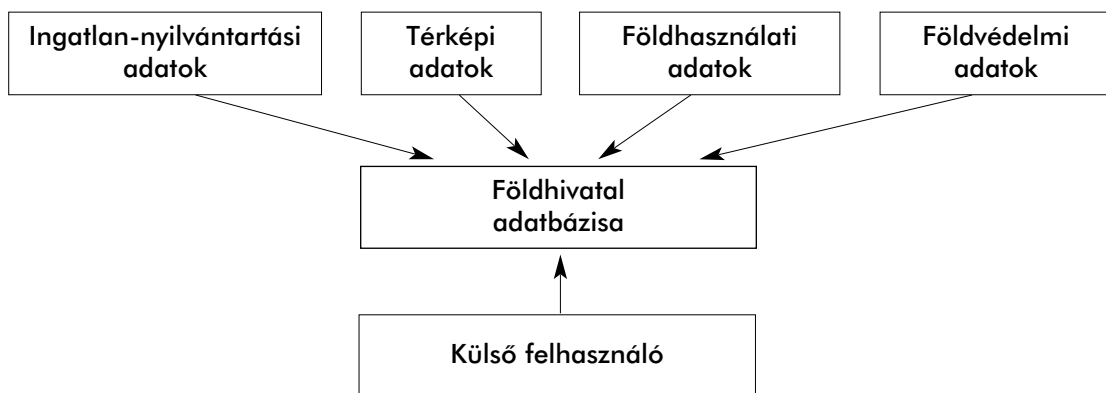 Ingatlan-nyilvántartási
adatok
Térképi
adatok
Földhasználati
adatok
Földvédelmi
adatok
Földhivatal
adatbázisa
Külső felhasználó